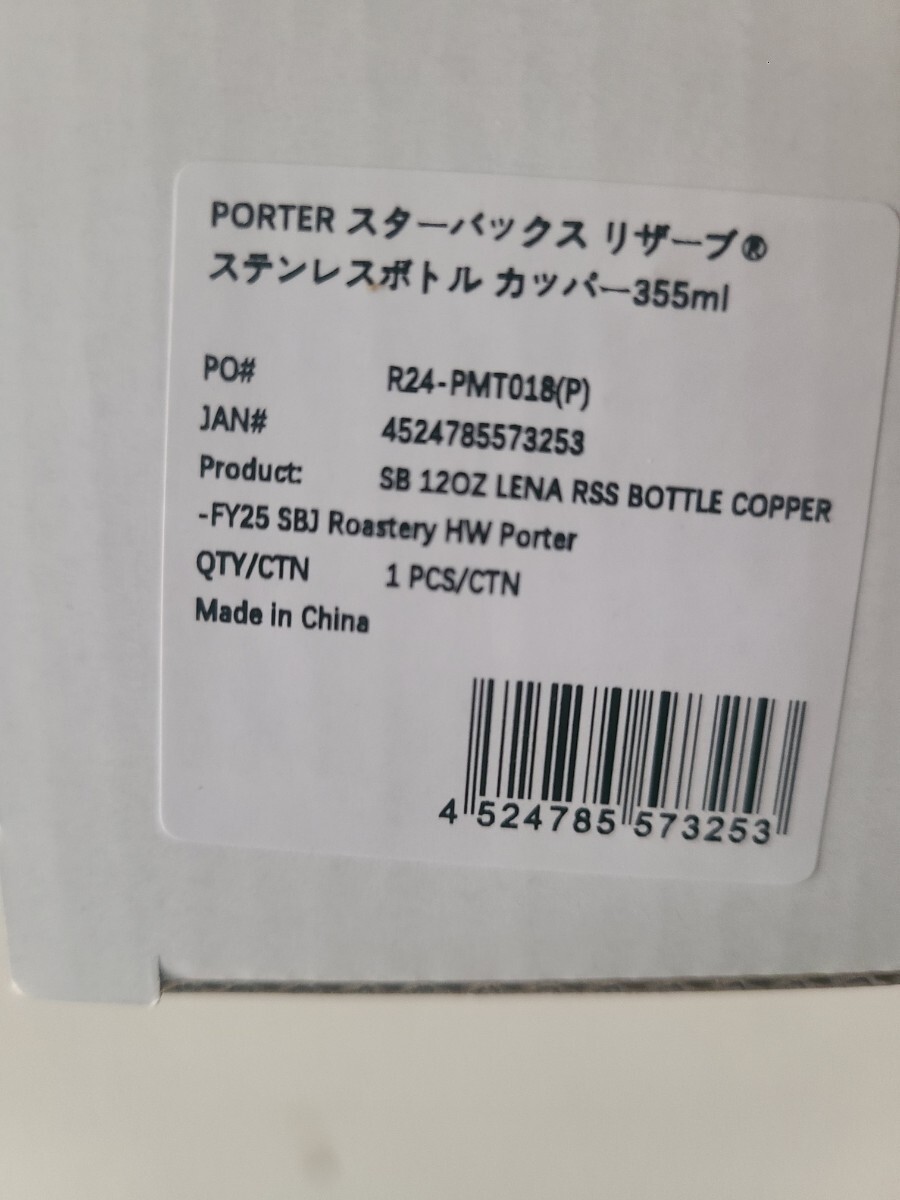 PORTER スターバックス リザーブ®
ステンレスボトル カッパー355ml
PO# R24-PMT018(P)
JAN# 4524785573253
Product: SB 12OZ LENA RSS BOTTLE COPPER
-FY25 SBJ Roastery HW Porter
QTY/CTN 1 PCS/CTN
Made in China
4 524785 573253